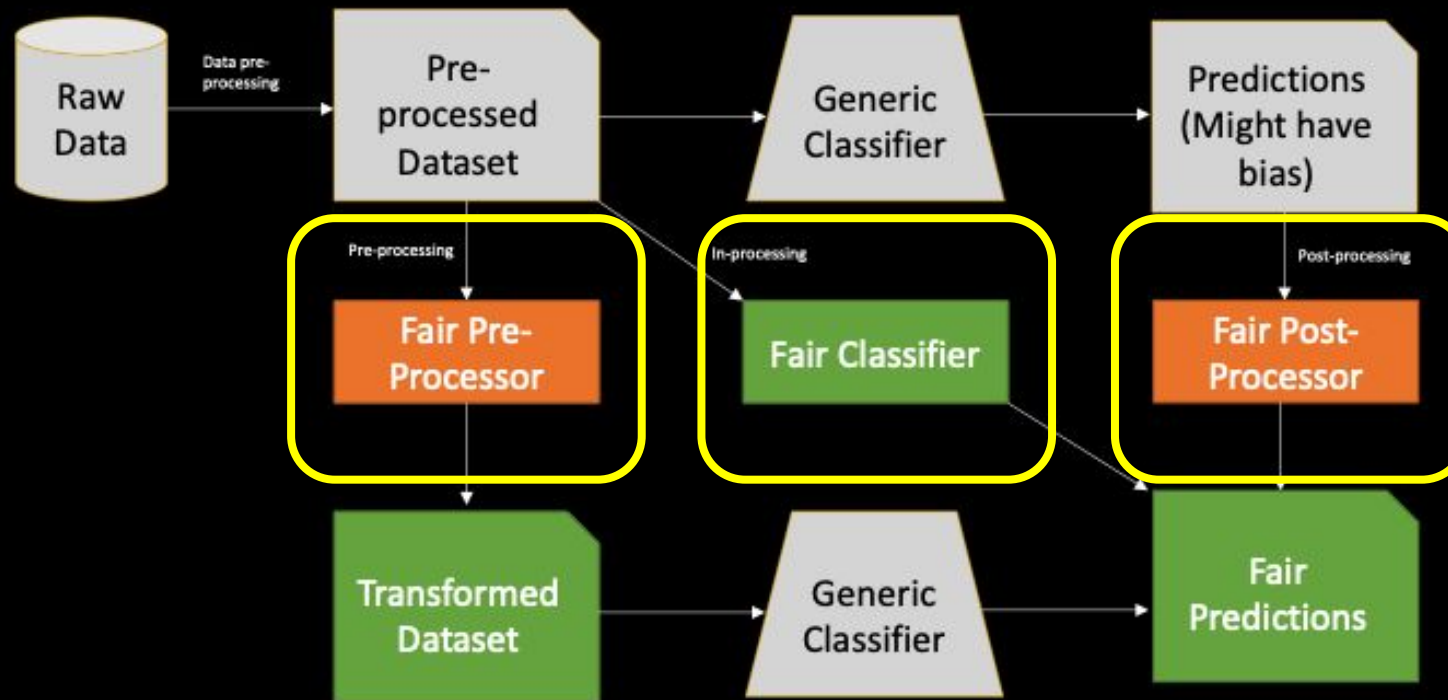 Raw
Data
Data pre-
processing
Pre-
processed
Dataset
Generic
Classifier
Predictions
(Might have
bias)
Pre-processing
In-processing
Post-processing
Fair Pre-
Processor
Fair Classifier
Fair Post-
Processor
Transformed
Dataset
Generic
Classifier
Fair
Predictions